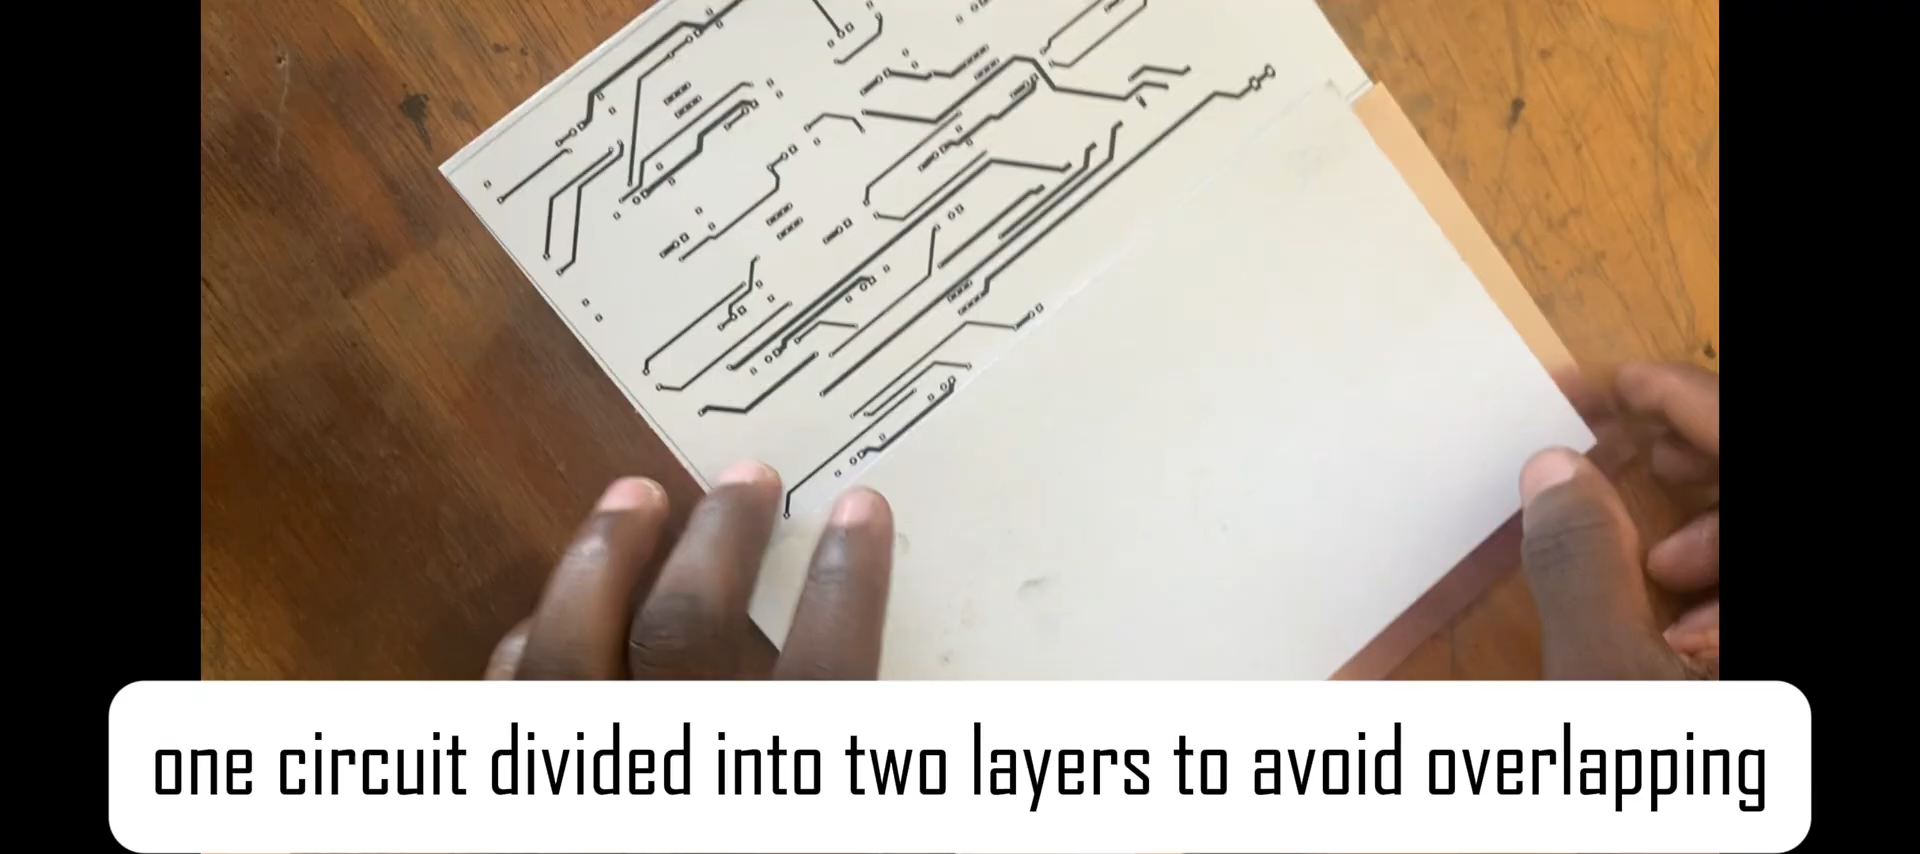 one circuit divided into two layers to avoid overlapping